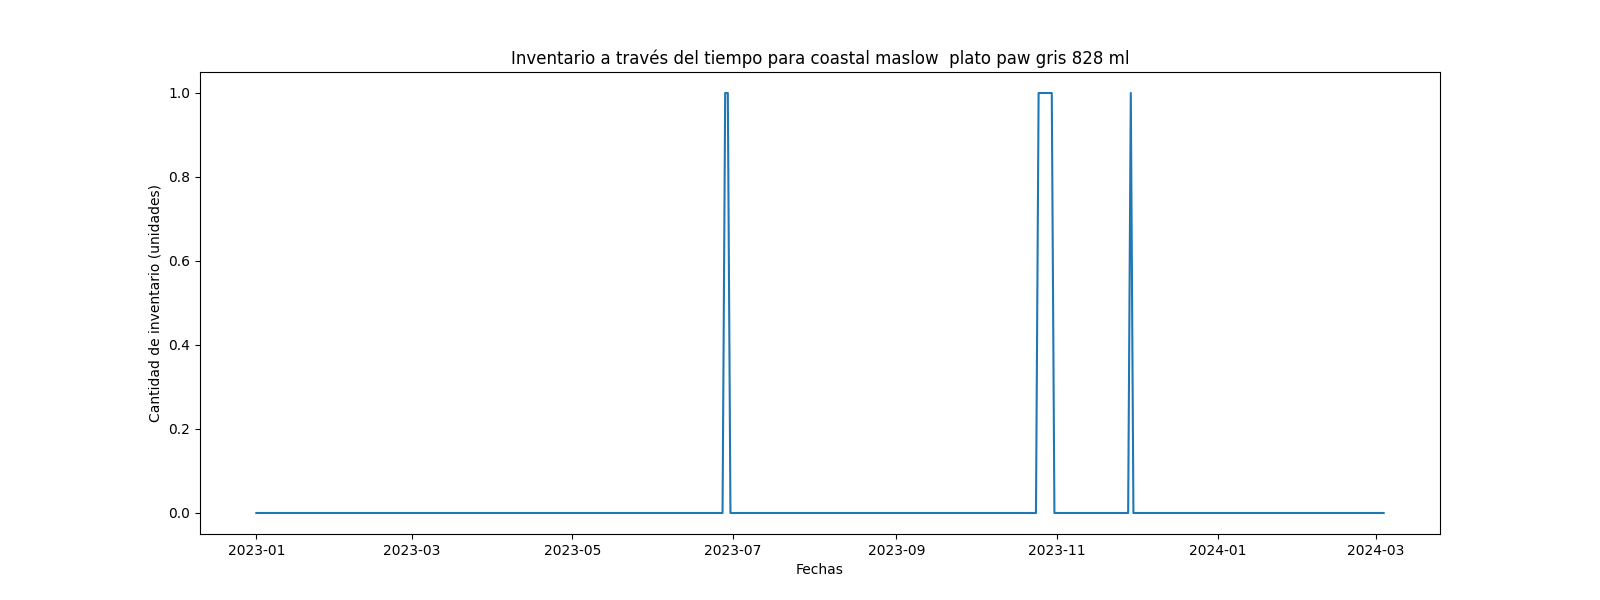 Inventario a través del tiempo para coastal maslow  plato paw gris 828 ml
Cantidad de inventario (unidades)
1.0
0.8
0.6
0.4
0.2
0.0
2023-01 2023-03 2023-05 2023-07 2023-09 2023-11 2024-01 2024-03
Fechas